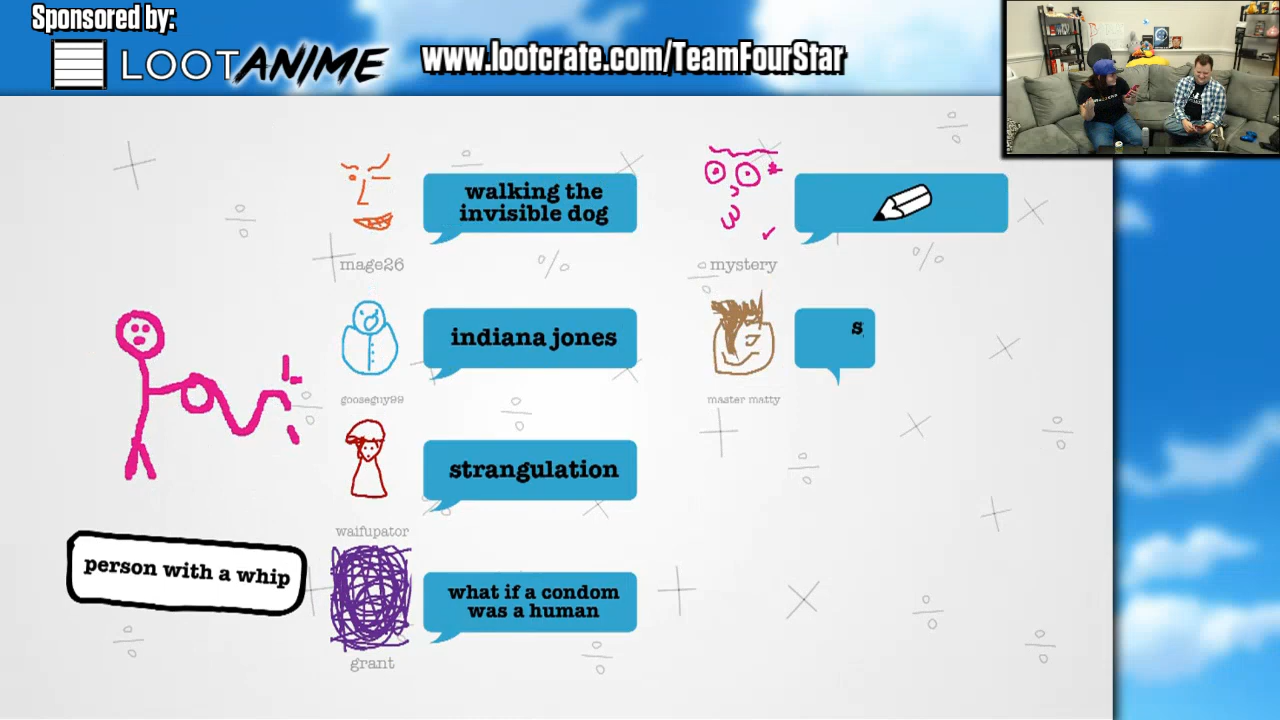 Sponsored by:
LOOTANIME
www.lootcrate.com/TeamFourStar
walking the
invisible dog
mage26
mystery
indiana jones
s
gooseguy99
master matty
strangulation
waifupator
person with a whip
what if a condom
was a human
grant